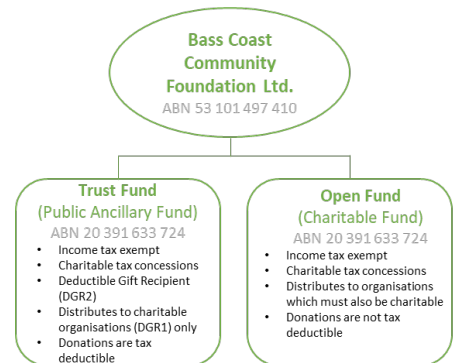 Bass Coast
Community
Foundation Ltd.
ABN 53 101 497 410
Trust Fund
(Public Ancillary Fund)
ABN 20 391 633 724
• Income tax exempt
• Charitable tax concessions
• Deductible Gift Recipient
(DGR2)
• Distributes to charitable
organisations (DGR1) only
• Donations are tax
deductible
Open Fund
(Charitable Fund)
ABN 20 391 633 724
• Income tax exempt
• Charitable tax concessions
• Distributes to organisations
which must also be charitable
• Donations are not tax
deductible